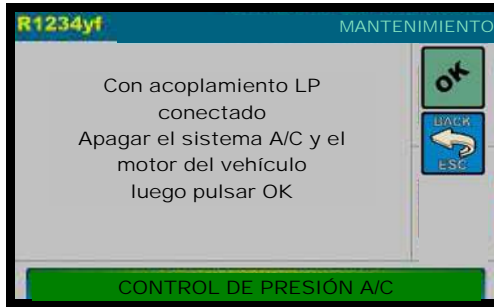 R1234yf
MANTENIMIENTO
Con acoplamiento LP
conectado
Apagar el sistema A/C y el
motor del vehículo
luego pulsar OK
OK
BACK
ESC
CONTROL DE PRESIÓN A/C